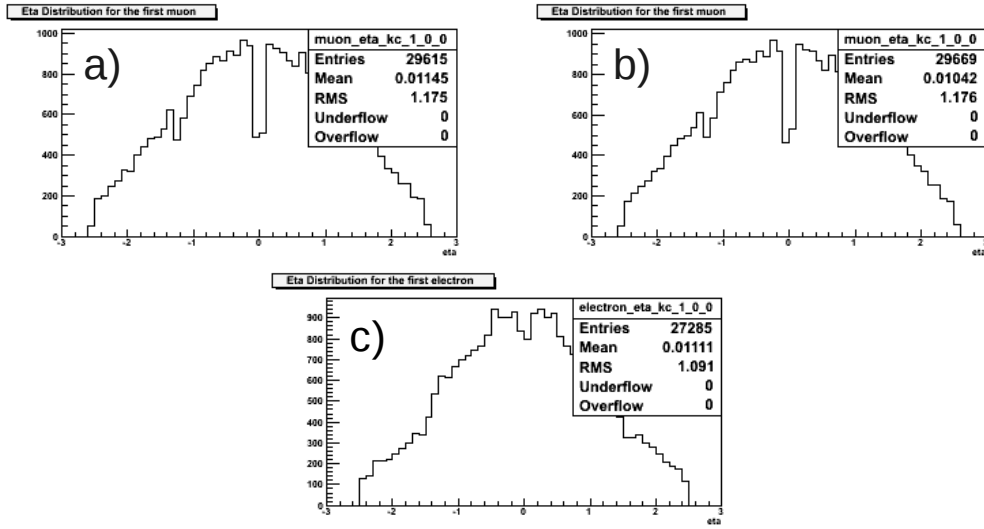 Eta Distribution for the first muon
a)
muon_eta_kc_1_0_0
Entries 29615
Mean 0.01145
RMS 1.175
Underflow 0
Overflow 0
1000
800
600
400
200
0
-3 -2 -1 0 1 2 3
eta
Eta Distribution for the first muon
b)
muon_eta_kc_1_0_0
Entries 29669
Mean 0.01042
RMS 1.176
Underflow 0
Overflow 0
1000
800
600
400
200
0
-3 -2 -1 0 1 2 3
eta
Eta Distribution for the first electron
c)
electron_eta_kc_1_0_0
Entries 27285
Mean 0.01111
RMS 1.091
Underflow 0
Overflow 0
900
800
700
600
500
400
300
200
100
0
-3 -2 -1 0 1 2 3
eta